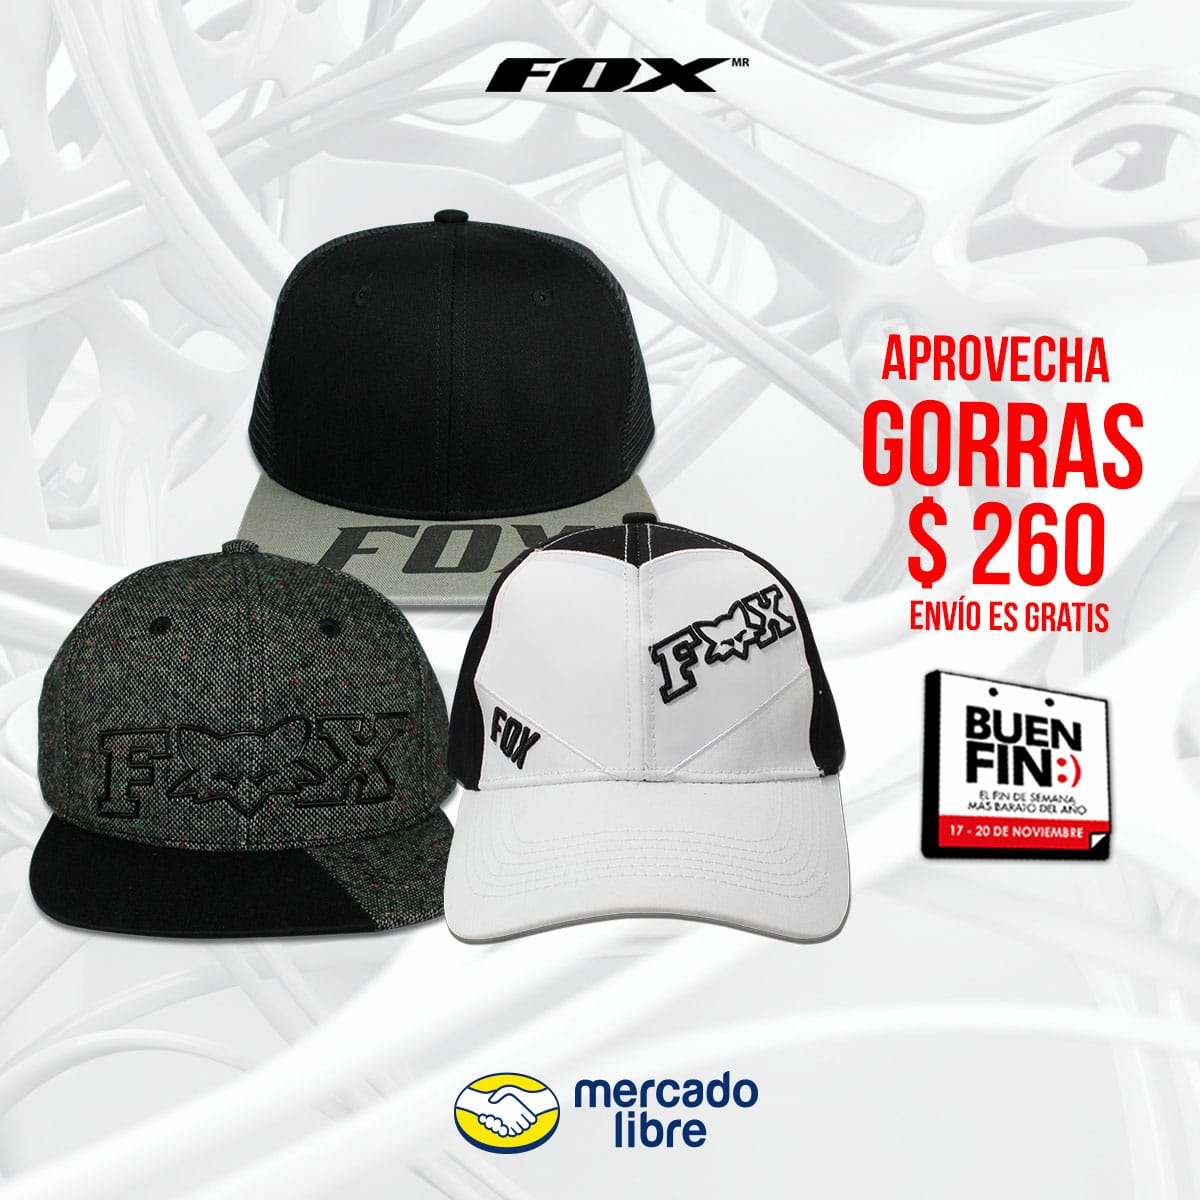 FOX MR
FOX
FOX
FOX
FOX
APROVECHA
GORRAS
$ 260
ENVÍO ES GRATIS
BUEN
FIN:)
EL FIN DE SEMANA
MÁS BARATO DEL AÑO
17 - 20 DE NOVIEMBRE
mercado
libre